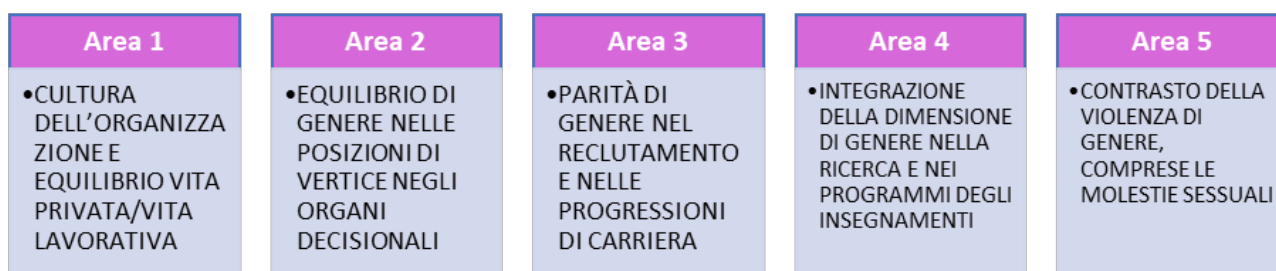 Area 1
•CULTURA
DELL’ORGANIZZA
ZIONE E
EQUILIBRIO VITA
PRIVATA/VITA
LAVORATIVA
Area 2
•EQUILIBRIO DI
GENERE NELLE
POSIZIONI DI
VERTICE NEGLI
ORGANI
DECISIONALI
Area 3
•PARITÀ DI
GENERE NEL
RECLUTAMENTO
E NELLE
PROGRESSIONI
DI CARRIERA
Area 4
•INTEGRAZIONE
DELLA DIMENSIONE
DI GENERE NELLA
RICERCA E NEI
PROGRAMMI DEGLI
INSEGNAMENTI
Area 5
•CONTRASTO DELLA
VIOLENZA DI
GENERE,
COMPRESE LE
MOLESTIE SESSUALI